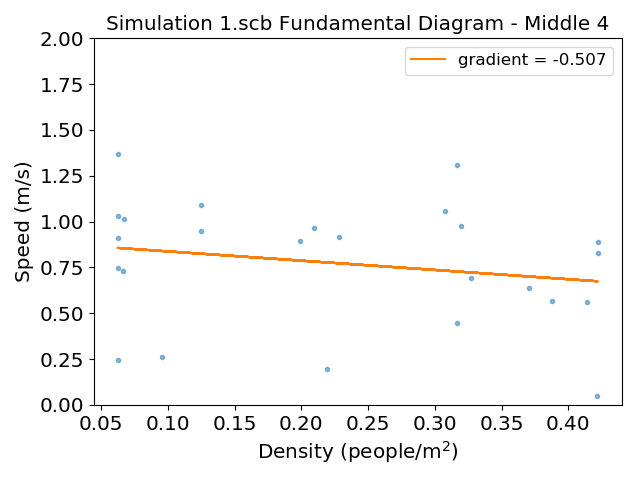 Simulation 1.scb Fundamental Diagram - Middle 4
gradient = -0.507
Speed (m/s)
2.00
1.75
1.50
1.25
1.00
0.75
0.50
0.25
0.00
0.05 0.10 0.15 0.20 0.25 0.30 0.35 0.40
Density (people/m²)